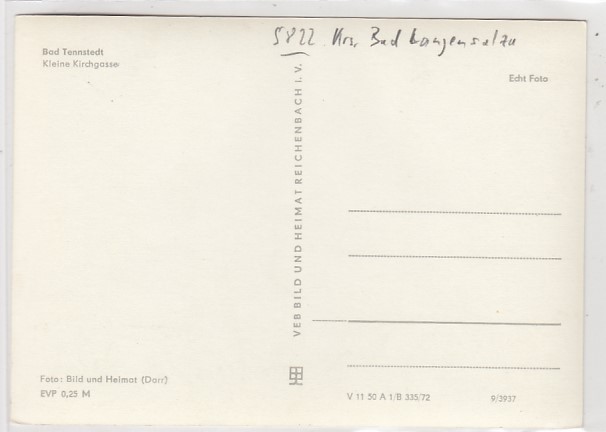 5822 Krs. Bad Langensalza
Bad Tennstedt
Kleine Kirchgasse
Echt Foto
VEB BILD UND HEIMAT REICHENBACH I. V.
Foto: Bild und Heimat (Darr)
EVP 0,25 M
V 11 50 A 1/B 335/72
9/3937